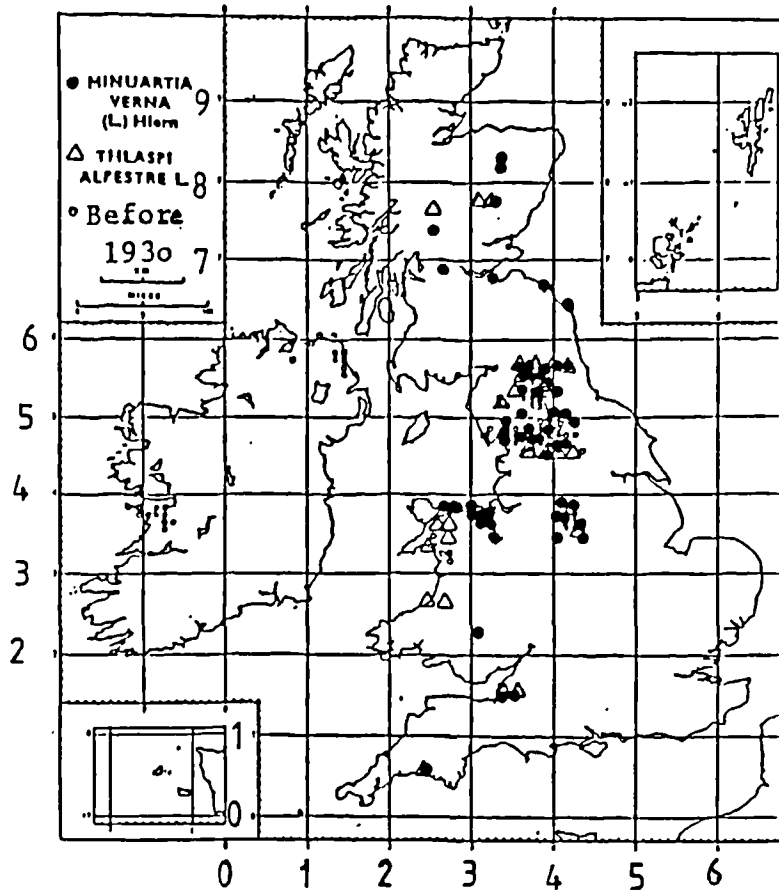 ● MINUARTIA
VERNA
(L.) Hiern
△ THLASPI
ALPESTRE L.
° Before
1930
9
8
7
6
5
4
3
2
1
0
0 1 2 3 4 5 6